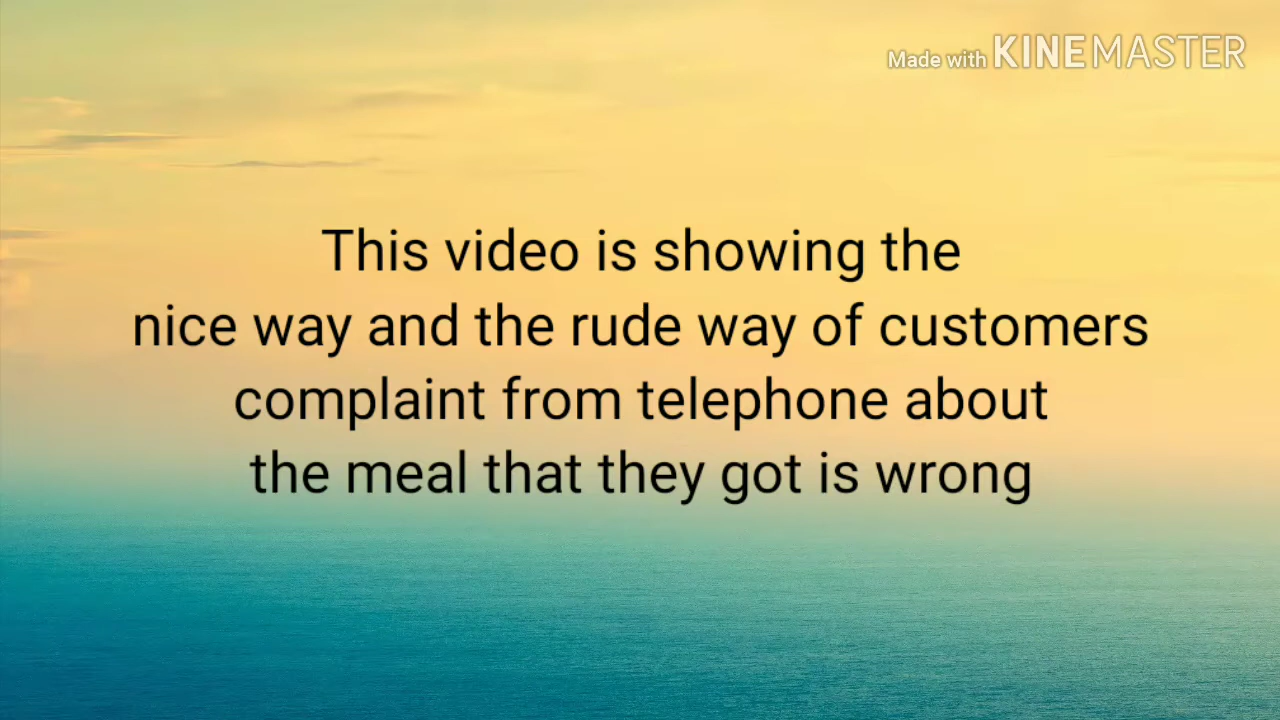 Made with KINEMASTER
This video is showing the
nice way and the rude way of customers
complaint from telephone about
the meal that they got is wrong